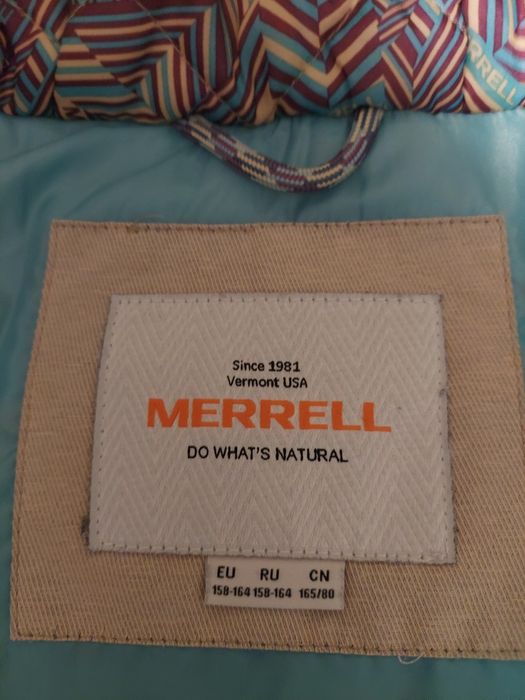 MERRELL
Since 1981
Vermont USA
MERRELL
DO WHAT'S NATURAL
EU RU CN
158-164 158-164 165/80